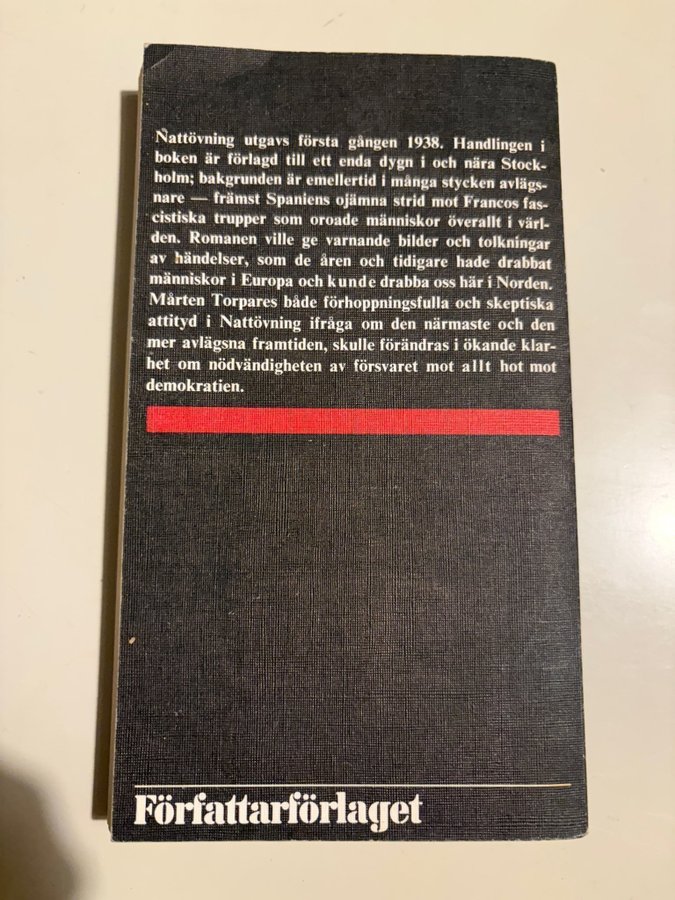 Nattövning utgavs första gången 1938. Handlingen i
boken är förlagd till ett enda dygn i och nära Stock-
holm; bakgrunden är emellertid i många stycken avlägs-
nare — främst Spaniens ojämna strid mot Francos fas-
cistiska trupper som oroade människor överallt i värl-
den. Romanen ville ge varnande bilder och tolkningar
av händelser, som de åren och tidigare hade drabbat
människor i Europa och kunde drabba oss här i Norden.
Mårten Torpares både förhoppningsfulla och skeptiska
attityd i Nattövning ifråga om den närmaste och den
mer avlägsna framtiden, skulle förändras i ökande klar-
het om nödvändigheten av försvaret mot allt hot mot
demokratien.
Författarförlaget